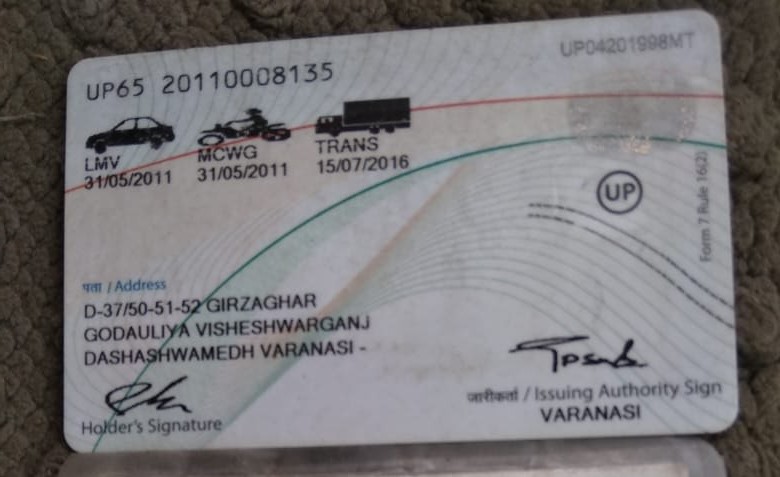 UP65 20110008135
UP04201998MT
LMV
31/05/2011
MCWG
31/05/2011
TRANS
15/07/2016
UP
Form 7 Rule 16(2)
पता / Address
D-37/50-51-52 GIRZAGHAR
GODAULIYA VISHESHWARGANJ
DASHASHWAMEDH VARANASI -
Holder's Signature
जारीकर्ता / Issuing Authority Sign
VARANASI